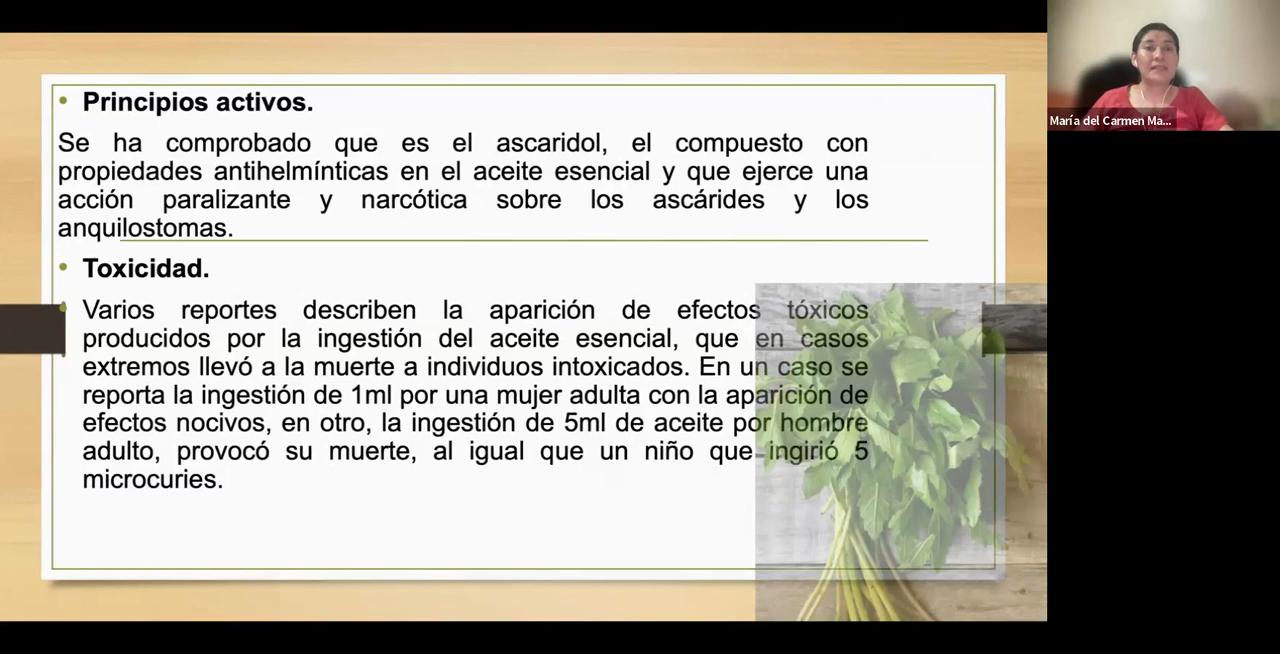 • Principios activos.
Se ha comprobado que es el ascaridol, el compuesto con
propiedades antihelmínticas en el aceite esencial y que ejerce una
acción paralizante y narcótica sobre los ascárides y los
anquilostomas.
• Toxicidad.
• Varios reportes describen la aparición de efectos tóxicos
producidos por la ingestión del aceite esencial, que en casos
extremos llevó a la muerte a individuos intoxicados. En un caso se
reporta la ingestión de 1ml por una mujer adulta con la aparición de
efectos nocivos, en otro, la ingestión de 5ml de aceite por hombre
adulto, provocó su muerte, al igual que un niño que ingirió 5
microcuries.
María del Carmen Ma...